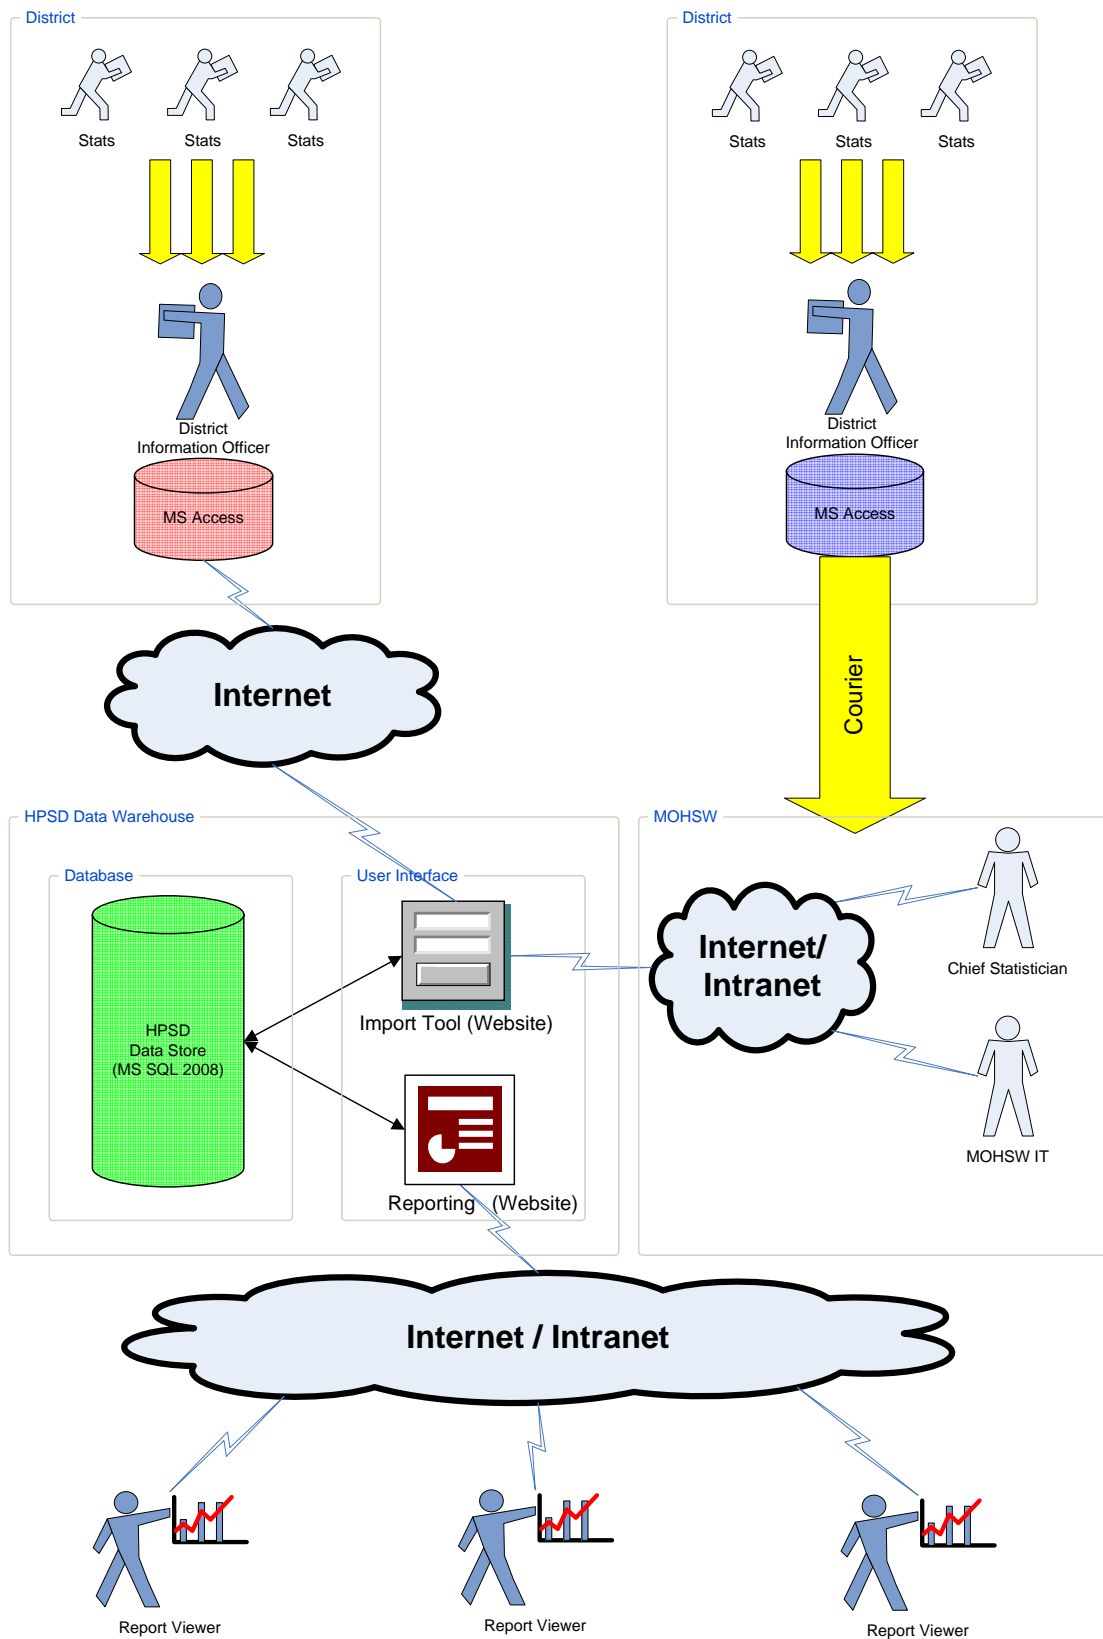 District
District
Stats
Stats
Stats
Stats
Stats
Stats
District
Information Officer
District
Information Officer
MS Access
MS Access
Internet
Courier
HPSD Data Warehouse
MOHSW
Database
User Interface
Internet/
Intranet
Chief Statistician
Import Tool (Website)
HPSD
Data Store
(MS SQL 2008)
MOHSW IT
Reporting (Website)
Internet / Intranet
Report Viewer
Report Viewer
Report Viewer